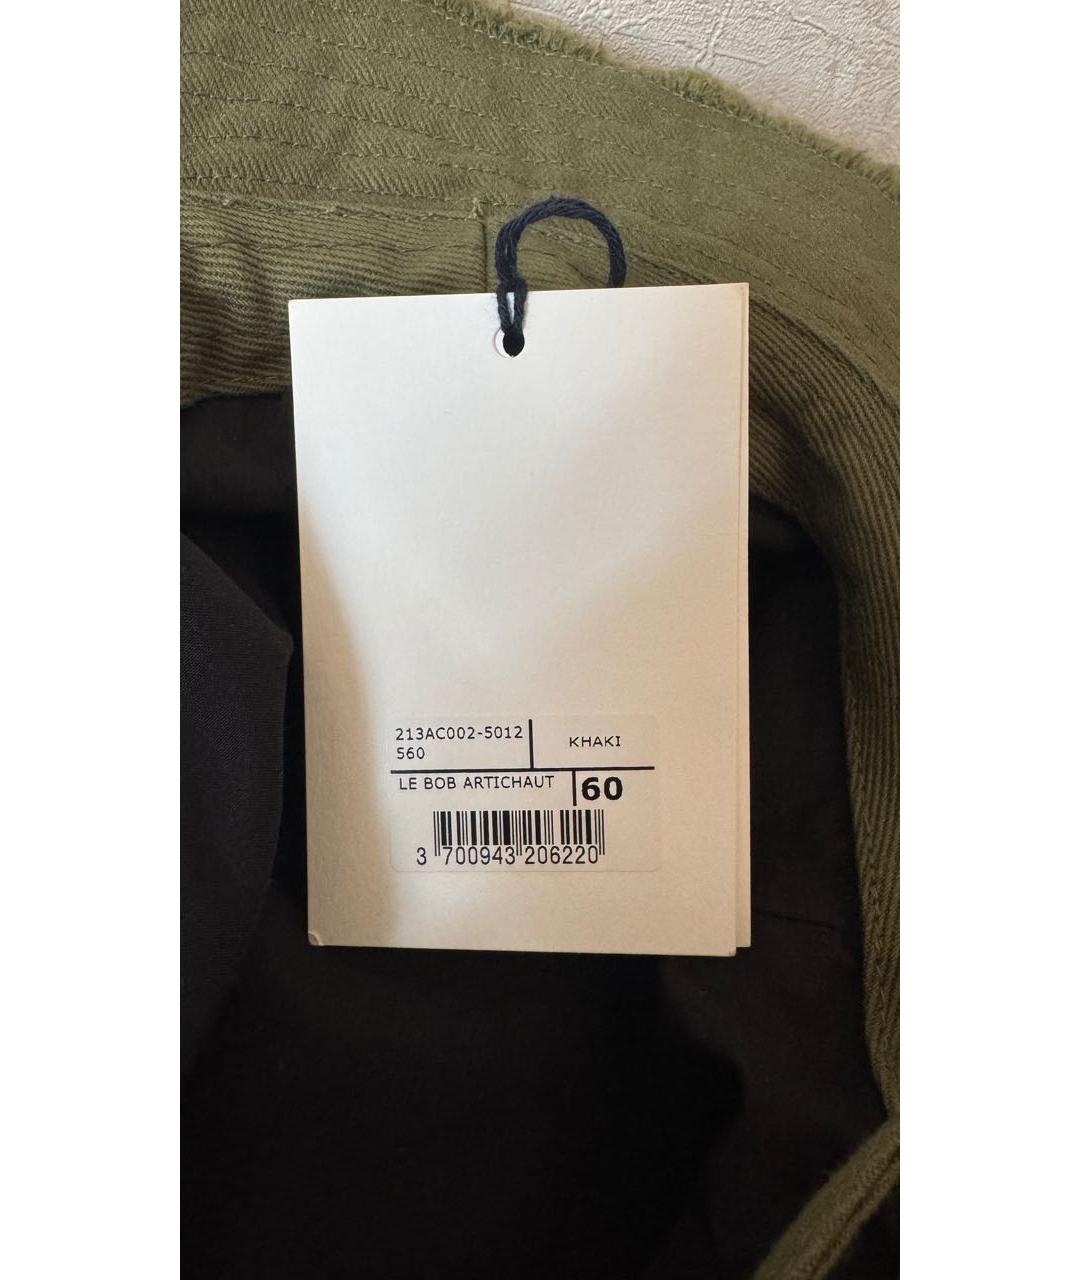 213AC002-5012
560
KHAKI
LE BOB ARTICHAUT
60
3 700943 206220